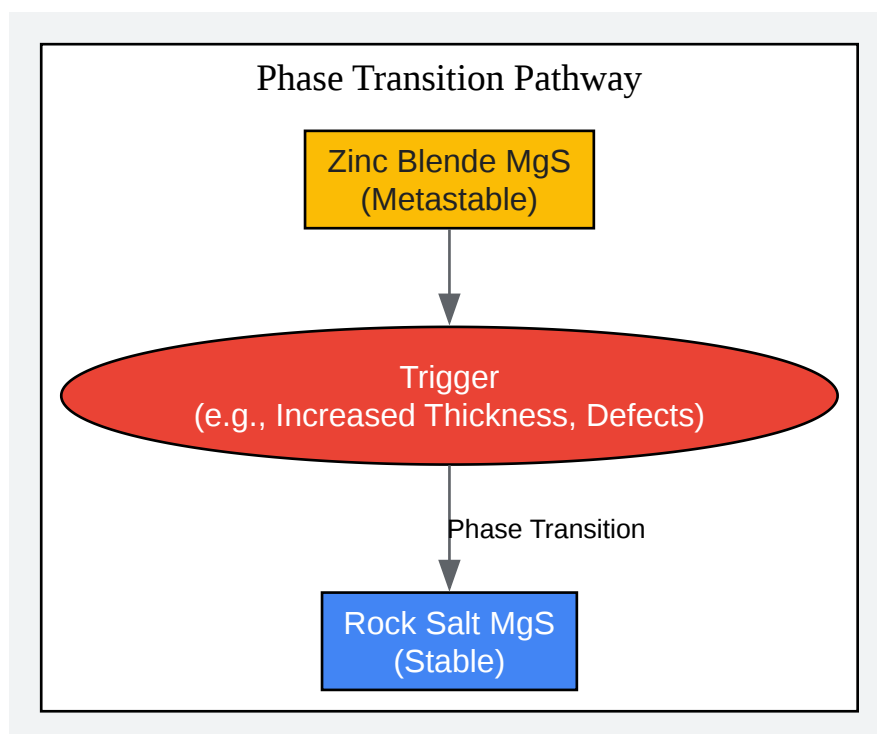 Phase Transition Pathway
Zinc Blende MgS
(Metastable)
Trigger
(e.g., Increased Thickness, Defects)
Phase Transition
Rock Salt MgS
(Stable)